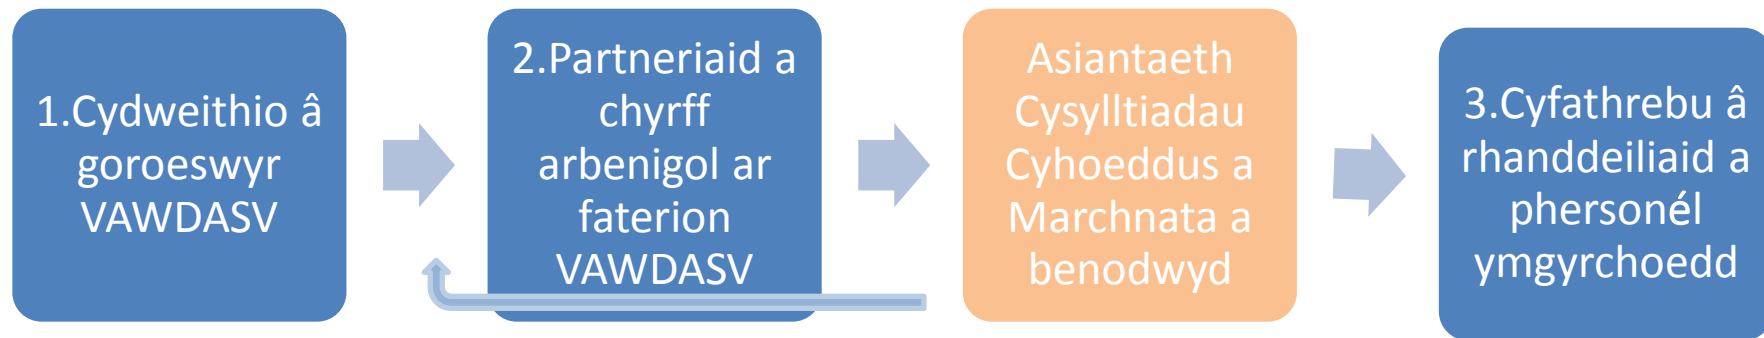 1.Cydweithio â
goroeswyr
VAWDASV
2.Partneriaid a
chyrff
arbenigol ar
faterion
VAWDASV
Asiantaeth
Cysylltiadau
Cyhoeddus a
Marchnata a
benodwyd
3.Cyfathrebu â
rhanddeiliaid a
phersonél
ymgyrchoedd